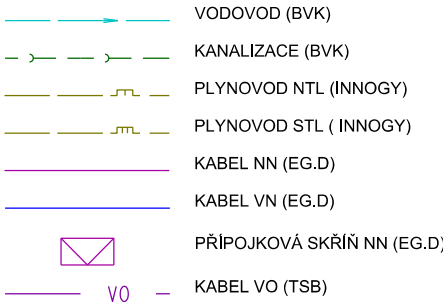 VODOVOD (BVK)
KANALIZACE (BVK)
PLYNOVOD NTL (INNOGY)
PLYNOVOD STL ( INNOGY)
KABEL NN (EG.D)
KABEL VN (EG.D)
PŘÍPOJKOVÁ SKŘÍŇ NN (EG.D)
VO KABEL VO (TSB)